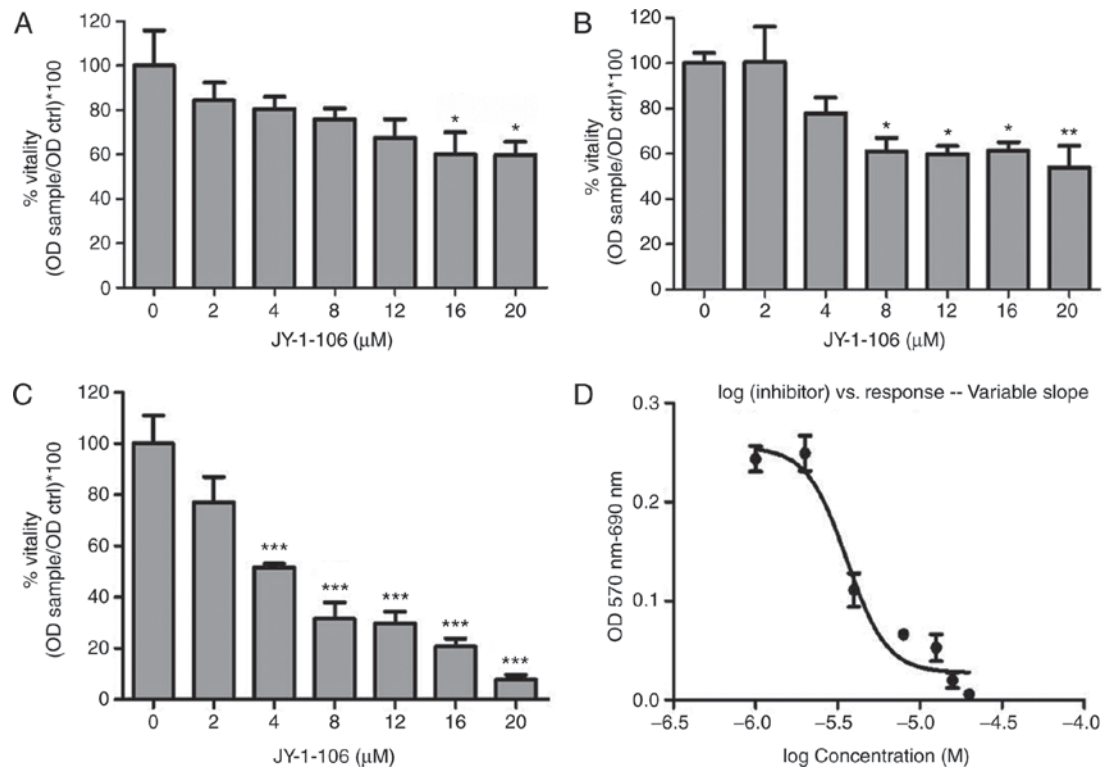 A
120
100
80
60
40
20
0
% vitality
(OD sample/OD ctrl)*100
*
*
0 2 4 8 12 16 20
JY-1-106 (µM)
B
120
100
80
60
40
20
0
% vitality
(OD sample/OD ctrl)*100
*
*
*
**
0 2 4 8 12 16 20
JY-1-106 (µM)
C
120
100
80
60
40
20
0
% vitality
(OD sample/OD ctrl)*100
***
***
***
***
***
0 2 4 8 12 16 20
JY-1-106 (µM)
D
log (inhibitor) vs. response -- Variable slope
0.3
0.2
0.1
0.0
OD 570 nm-690 nm
–6.5 –6.0 –5.5 –5.0 –4.5 –4.0
log Concentration (M)